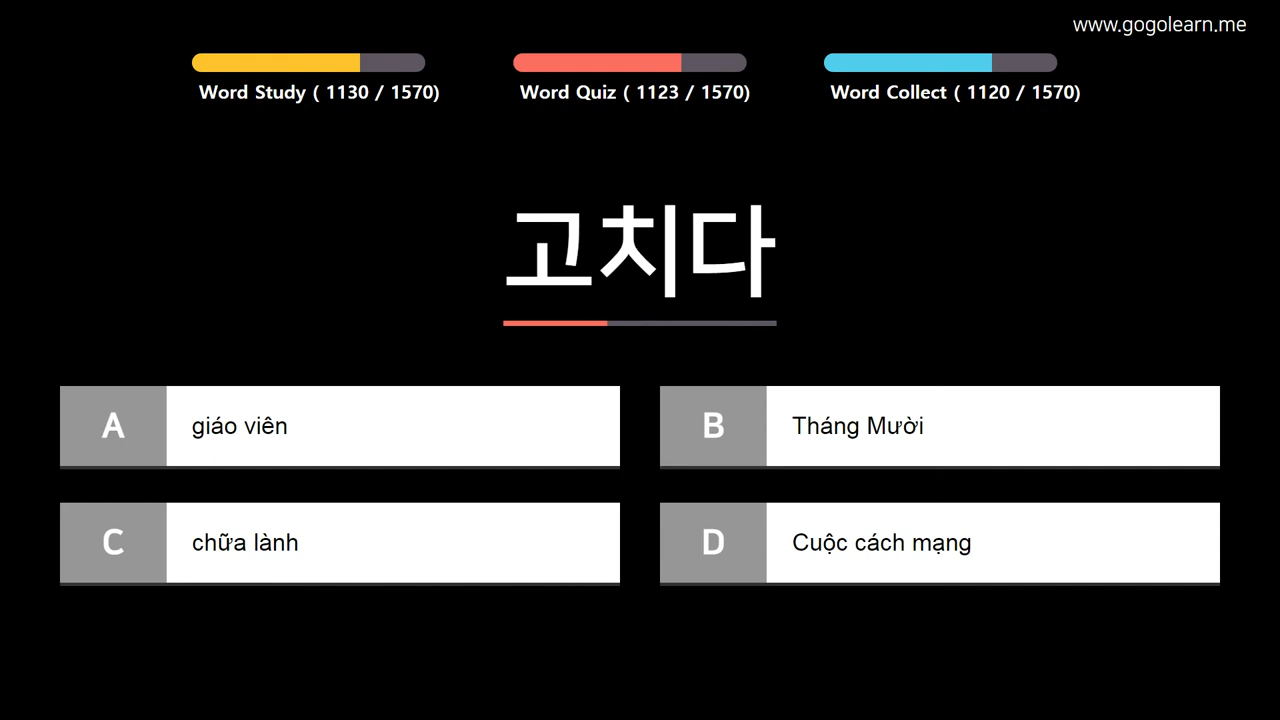 www.gogolearn.me
Word Study ( 1130 / 1570)
Word Quiz ( 1123 / 1570)
Word Collect ( 1120 / 1570)
고치다
A giáo viên
B Tháng Mười
C chữa lành
D Cuộc cách mạng